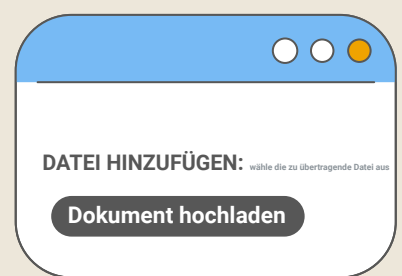 DATEI HINZUFÜGEN: wähle die zu übertragende Datei aus
Dokument hochladen